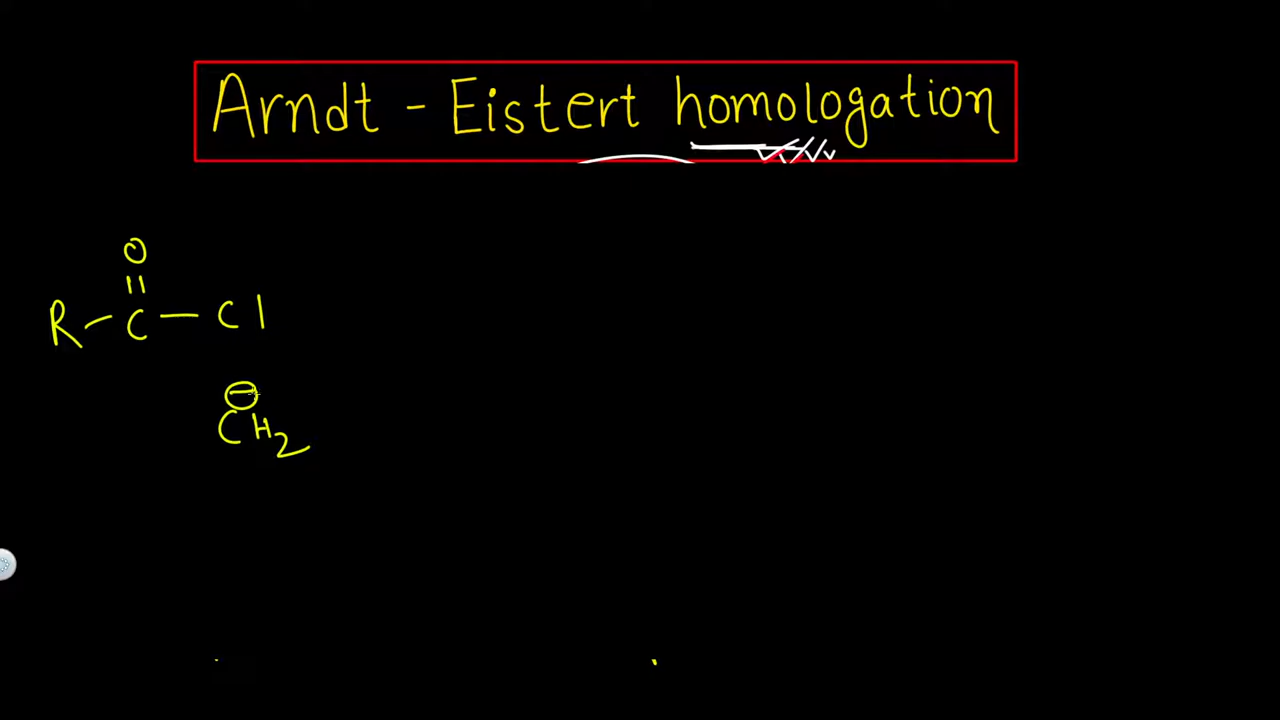 Arndt - Eistert homologation
O
||
R - C - Cl
⊖
CH2